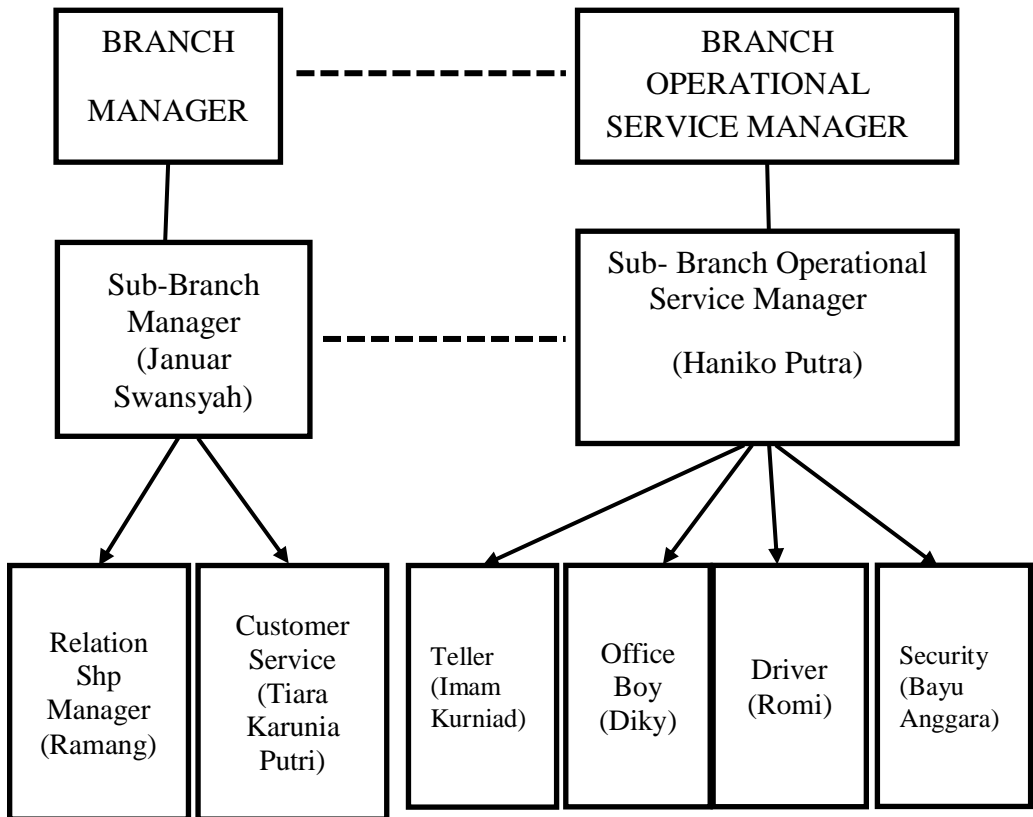 BRANCH
MANAGER
BRANCH
OPERATIONAL
SERVICE MANAGER
Sub-Branch
Manager
(Januar
Swansyah)
Sub- Branch Operational
Service Manager
(Haniko Putra)
Relation
Shp
Manager
(Ramang)
Customer
Service
(Tiara
Karunia
Putri)
Teller
(Imam
Kurniad)
Office
Boy
(Diky)
Driver
(Romi)
Security
(Bayu
Anggara)